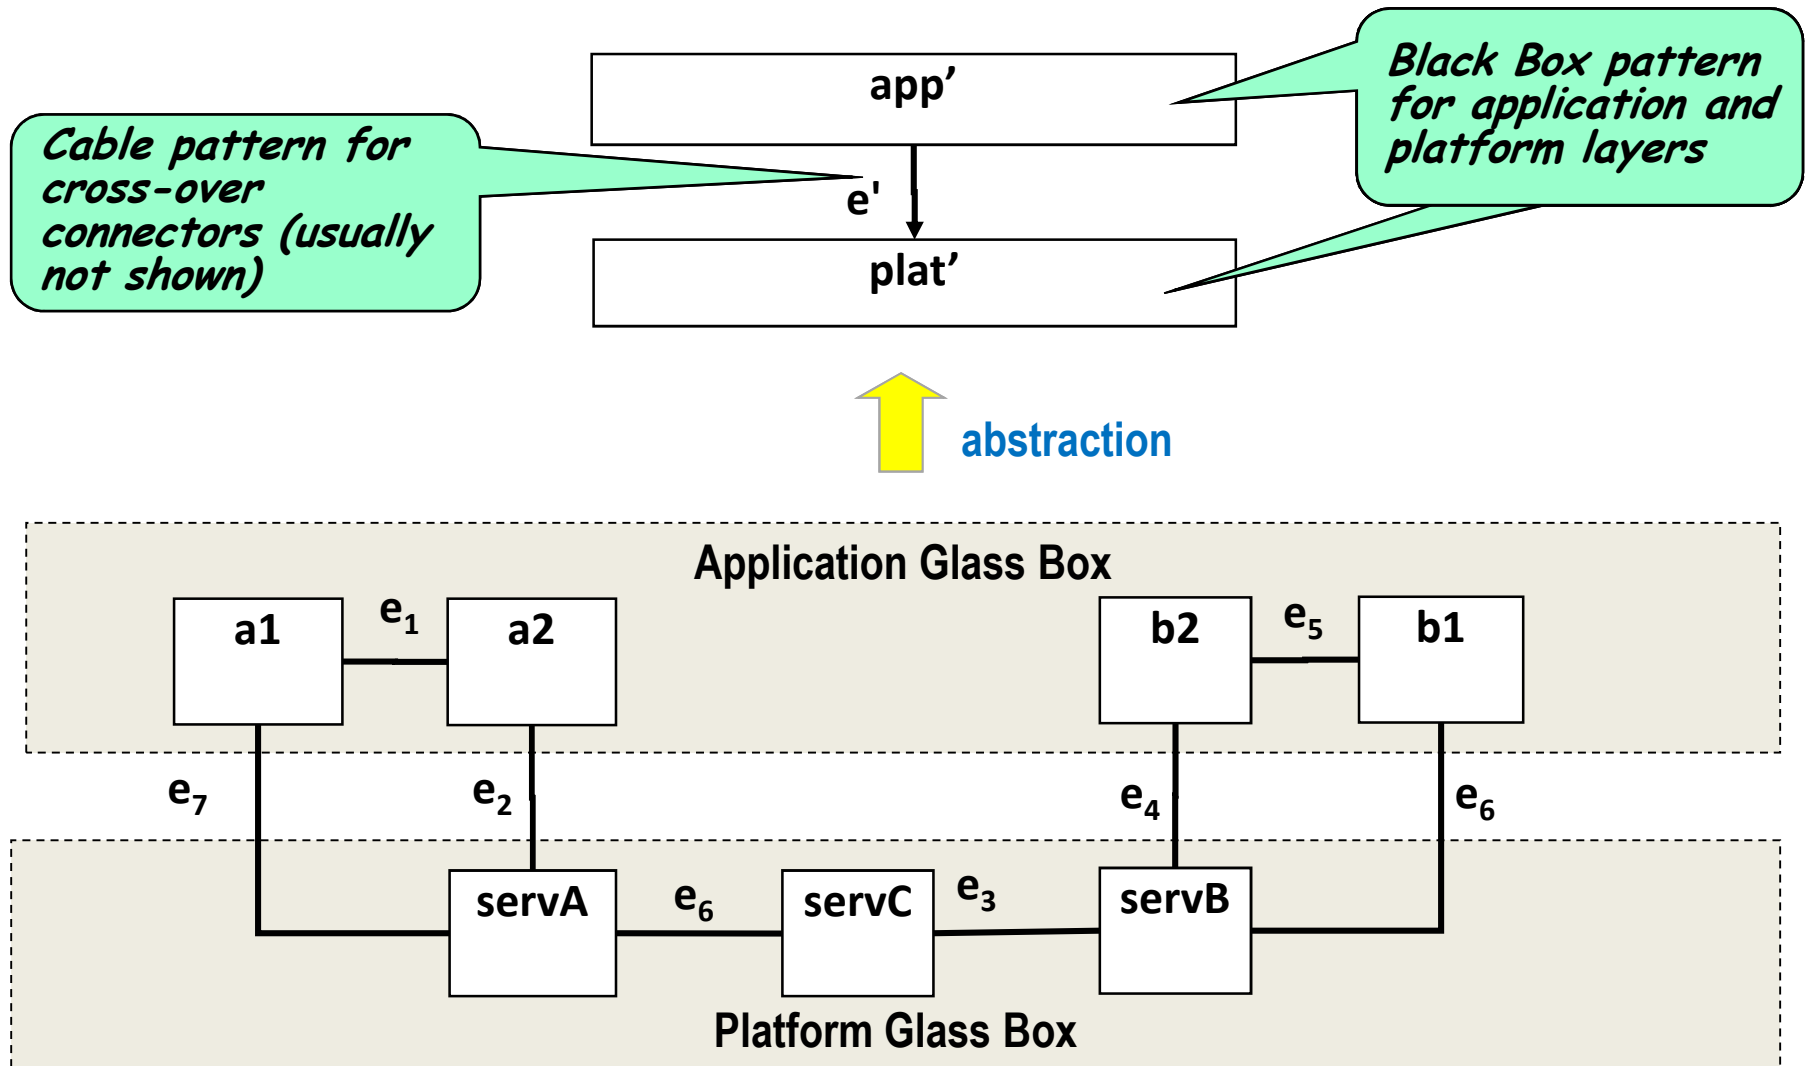 app’
Black Box pattern
for application and
platform layers
Cable pattern for
cross-over
connectors (usually
not shown)
e'
plat’
abstraction
Application Glass Box
a1
e₁
a2
b2
e₅
b1
e₇
e₂
e₄
e₆
servA
e₆
servC
e₃
servB
Platform Glass Box